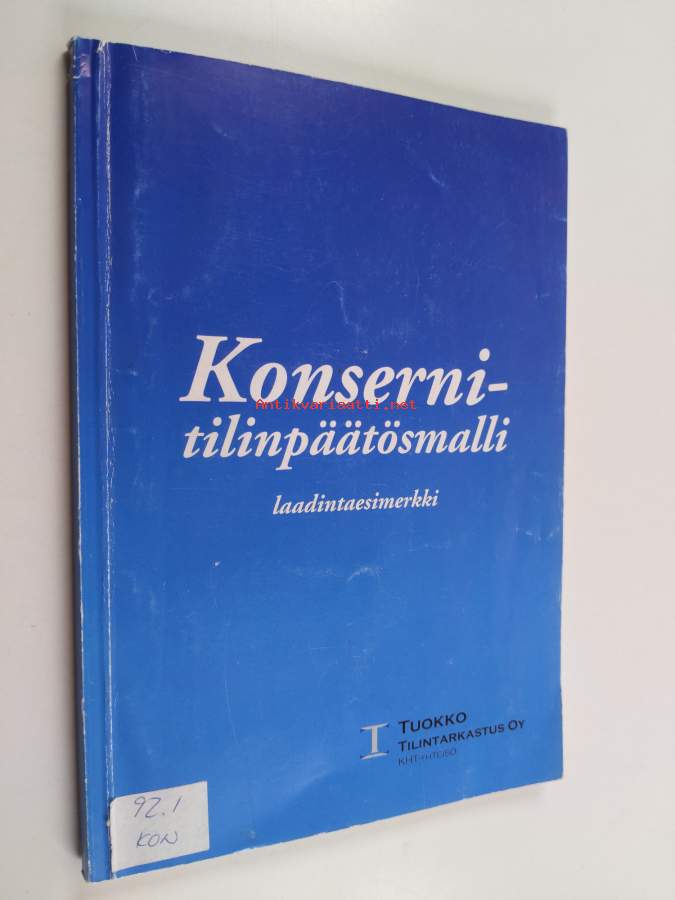 Konserni-
Antikvariaatti.net
tilinpäätösmalli
laadintaesimerkki
TUOKKO
TILINTARKASTUS OY
KHT-YHTEISÖ
92.1
KON